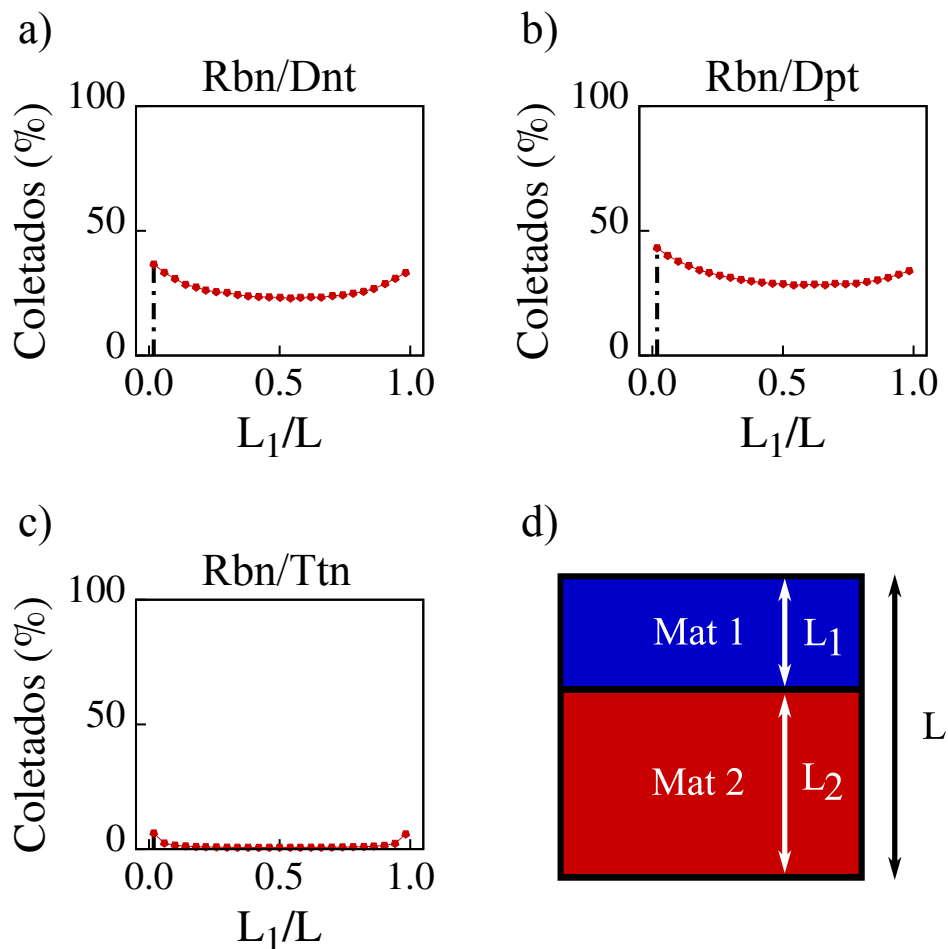 a)
Rbn/Dnt
100
50
0
Coletados (%)
0.0 0.5 1.0
L1/L
b)
Rbn/Dpt
100
50
0
Coletados (%)
0.0 0.5 1.0
L1/L
c)
Rbn/Ttn
100
50
0
Coletados (%)
0.0 0.5 1.0
L1/L
d)
Mat 1 L1
L
Mat 2 L2